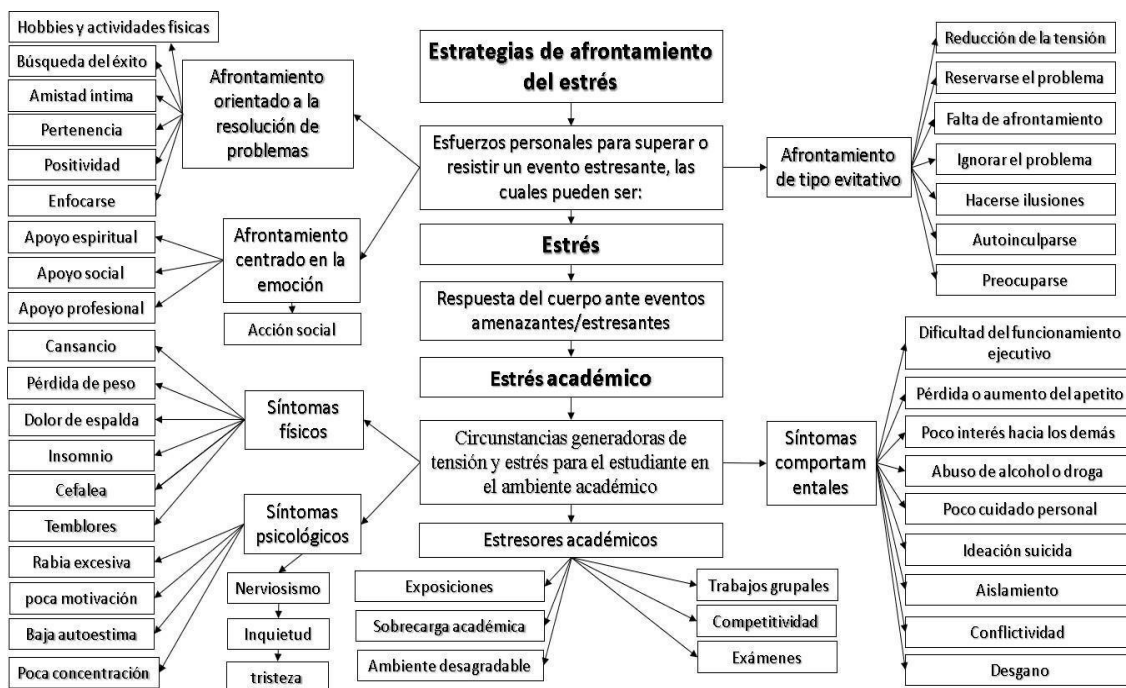 Estrategias de afrontamiento
del estrés
Esfuerzos personales para superar o
resistir un evento estresante, las
cuales pueden ser:
Afrontamiento
orientado a la
resolución de
problemas
Hobbies y actividades físicas
Búsqueda del éxito
Amistad íntima
Pertenencia
Positividad
Enfocarse
Afrontamiento
centrado en la
emoción
Apoyo espiritual
Apoyo social
Apoyo profesional
Acción social
Afrontamiento
de tipo evitativo
Reducción de la tensión
Reservarse el problema
Falta de afrontamiento
Ignorar el problema
Hacerse ilusiones
Autoinculparse
Preocuparse
Estrés
Respuesta del cuerpo ante eventos
amenazantes/estresantes
Estrés académico
Circunstancias generadoras de
tensión y estrés para el estudiante en
el ambiente académico
Síntomas
físicos
Cansancio
Pérdida de peso
Dolor de espalda
Insomnio
Cefalea
Temblores
Síntomas
psicológicos
Rabia excesiva
poca motivación
Baja autoestima
Poca concentración
Nerviosismo
Inquietud
tristeza
Síntomas
comportam
entales
Dificultad del funcionamiento
ejecutivo
Pérdida o aumento del apetito
Poco interés hacia los demás
Abuso de alcohol o droga
Poco cuidado personal
Ideación suicida
Aislamiento
Conflictividad
Desgano
Estresores académicos
Exposiciones
Sobrecarga académica
Ambiente desagradable
Trabajos grupales
Competitividad
Exámenes